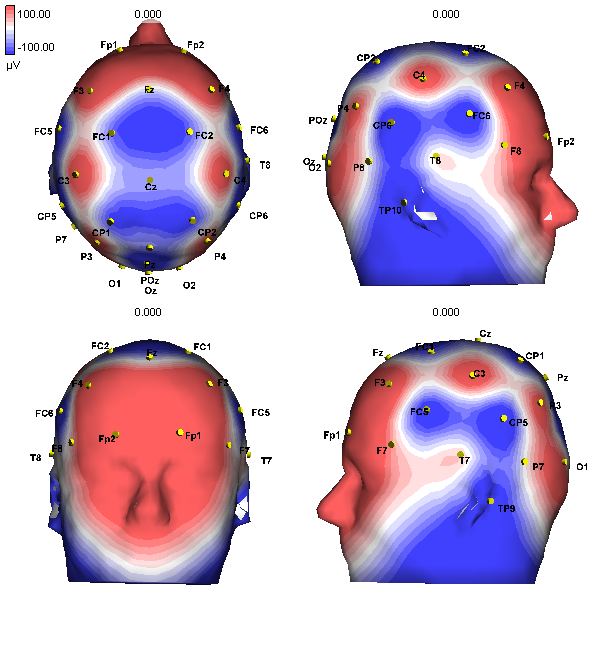 100.00
-100.00
µV
0.000
Fp1
Fp2
F3
Fz
F4
FC5
FC1
FC2
FC6
T8
C3
Cz
C4
CP5
CP6
P7
CP1
CP2
P3
P4
POz
Oz
O1
O2
0.000
CP2
FC2
C4
F4
P4
POz
CP6
FC6
Fp2
F8
Oz
O2
P8
T8
TP10
0.000
FC2
FC1
Fz
F4
F3
FC6
FC5
Fp2
Fp1
F8
F7
T8
T7
0.000
Cz
Fz
FC1
CP1
C3
Pz
F3
P3
FC5
CP5
Fp1
F7
T7
P7
O1
TP9